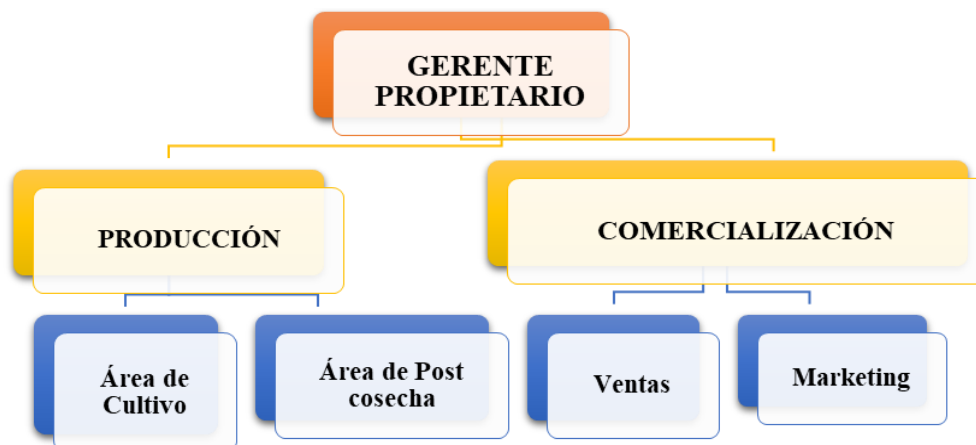 GERENTE
PROPIETARIO
PRODUCCIÓN
COMERCIALIZACIÓN
Área de
Cultivo
Área de Post
cosecha
Ventas
Marketing